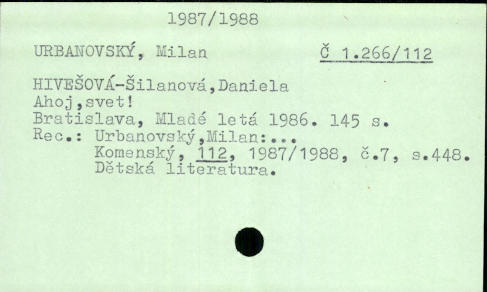 1987/1988
URBANOVSKÝ, Milan Č 1.266/112
HIVEŠOVÁ-Šilanová,Daniela
Ahoj,svet!
Bratislava, Mladé letá 1986. 145 s.
Rec.: Urbanovský,Milan:...
Komenský, 112, 1987/1988, č.7, s.448.
Dětská literatura.